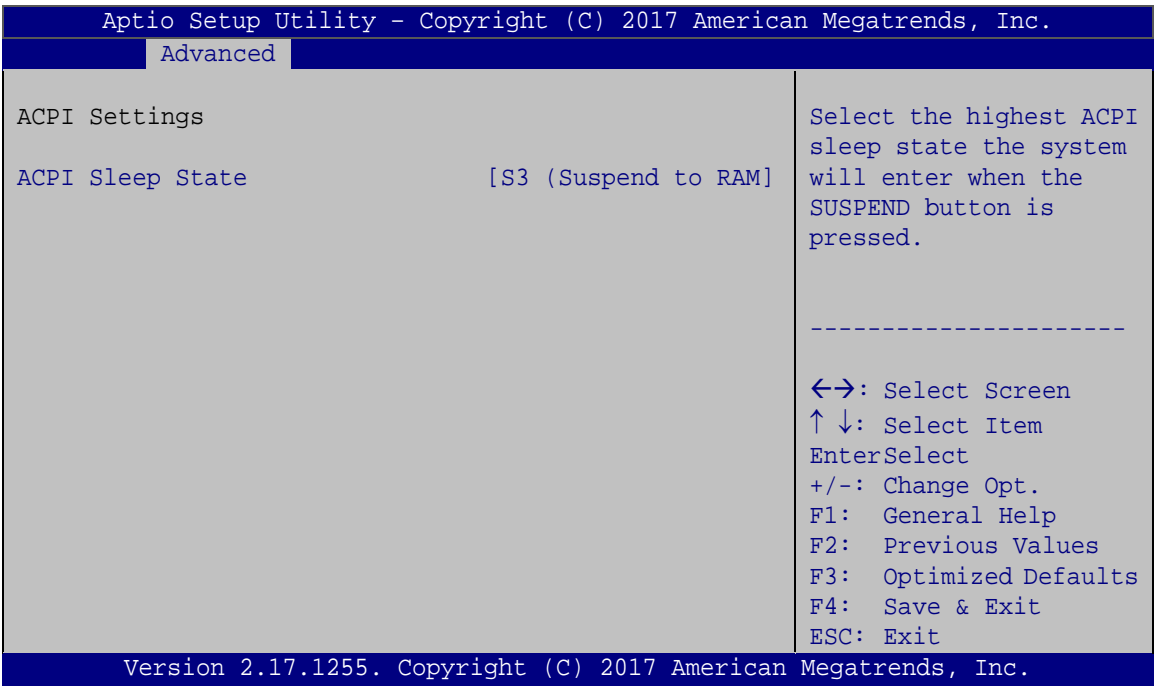 Aptio Setup Utility – Copyright (C) 2017 American Megatrends, Inc.
Advanced
ACPI Settings
ACPI Sleep State [S3 (Suspend to RAM]
Select the highest ACPI
sleep state the system
will enter when the
SUSPEND button is
pressed.
----------------------
←→: Select Screen
↑ ↓: Select Item
EnterSelect
+/-: Change Opt.
F1: General Help
F2: Previous Values
F3: Optimized Defaults
F4: Save & Exit
ESC: Exit
Version 2.17.1255. Copyright (C) 2017 American Megatrends, Inc.